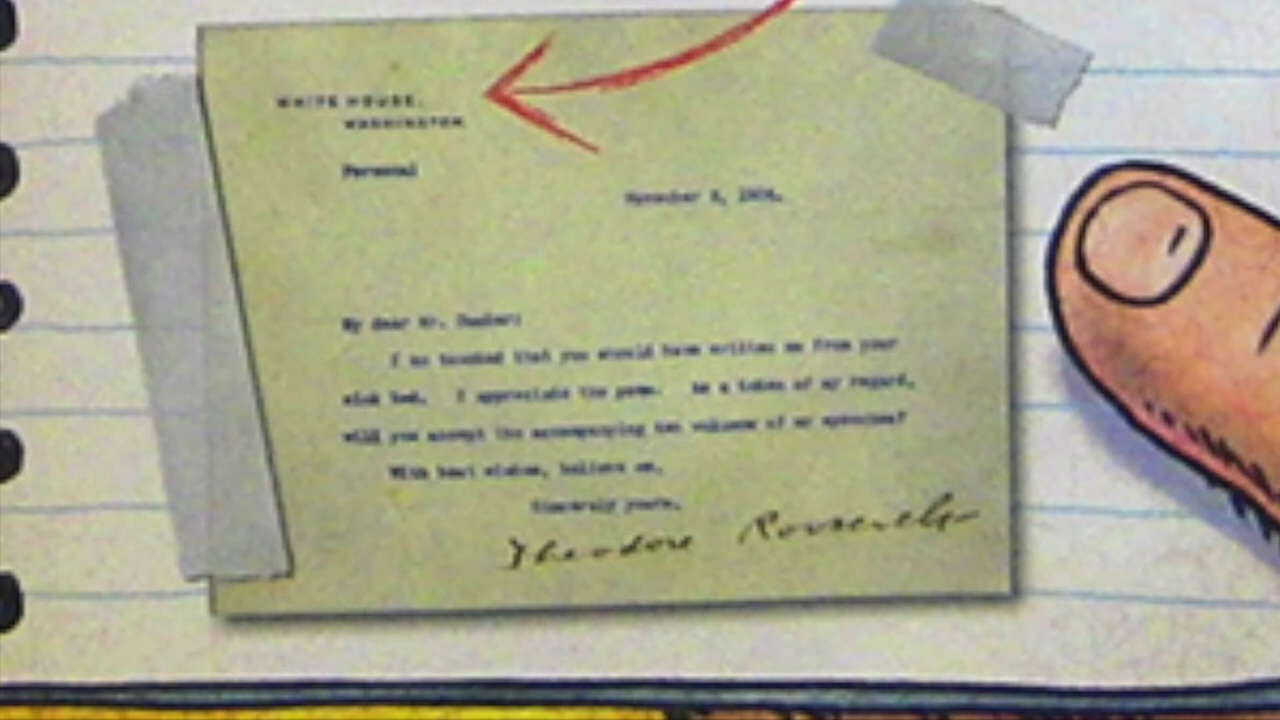 WHITE HOUSE,
WASHINGTON.
Personal
November
My dear Mr.
I am touched that you should have written me from your
sick bed. I appreciate the poem. As a token of my regard,
will you accept the accompanying ten volumes of my speeches?
With best wishes, believe me,
Sincerely yours,
Theodore Roosevelt